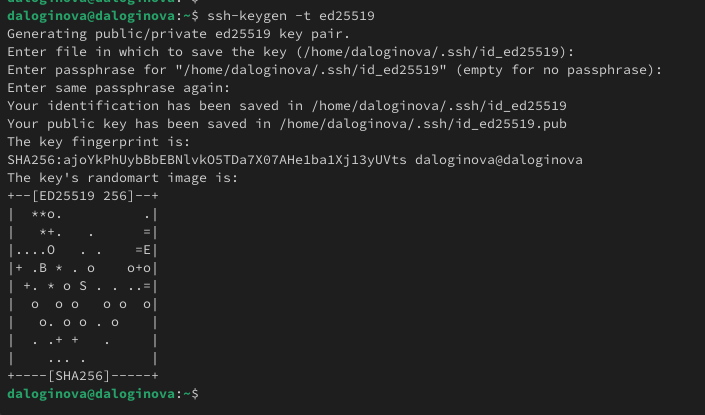 daloginova@daloginova:~$ ssh-keygen -t ed25519
Generating public/private ed25519 key pair.
Enter file in which to save the key (/home/daloginova/.ssh/id_ed25519):
Enter passphrase for "/home/daloginova/.ssh/id_ed25519" (empty for no passphrase):
Enter same passphrase again:
Your identification has been saved in /home/daloginova/.ssh/id_ed25519
Your public key has been saved in /home/daloginova/.ssh/id_ed25519.pub
The key fingerprint is:
SHA256:ajoYkPhUybBbEBNlvkO5TDa7X07AHe1ba1Xj13yUVts daloginova@daloginova
The key's randomart image is:
+--[ED25519 256]--+
|  **o.          .|
|   *+.   .      =|
|....O   . .    =E|
|+ .B * . o    o+o|
| +. * o S . . ..=|
|  o  o o   o o  o|
|   o. o o . o    |
|  . .+ +   .     |
|    ... .        |
+----[SHA256]-----+
daloginova@daloginova:~$